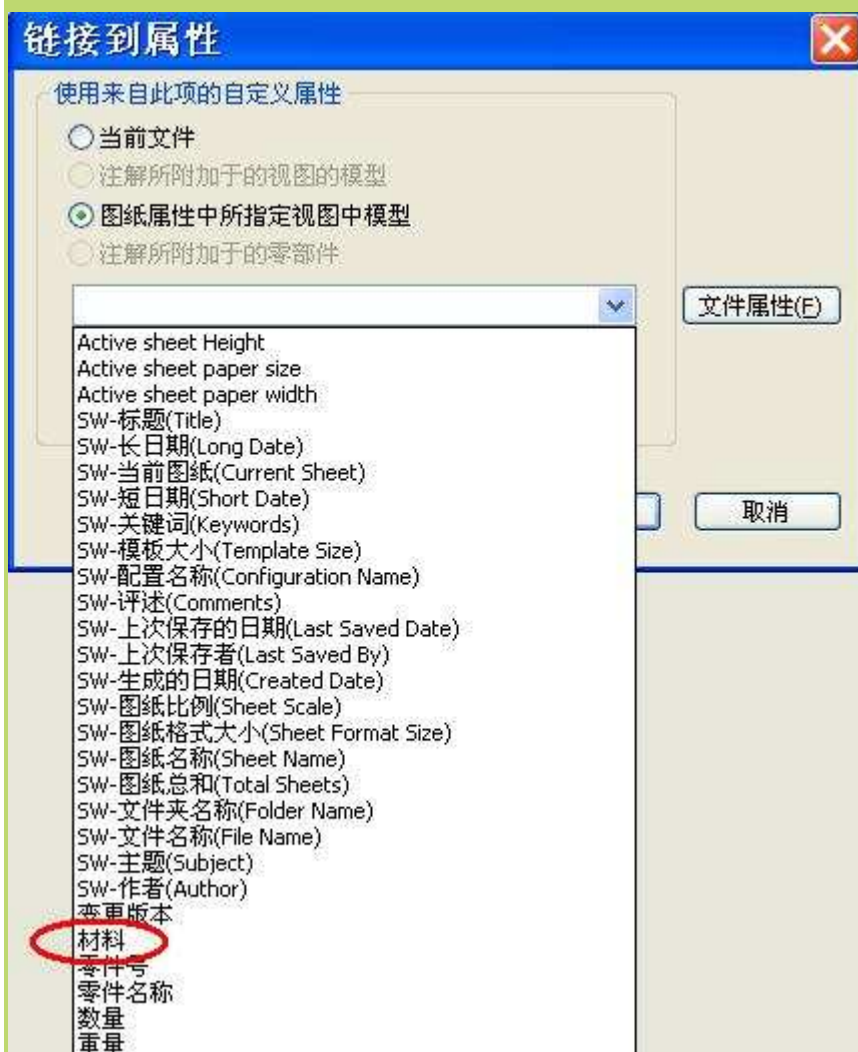 链接到属性
使用来自此项的自定义属性
当前文件
注解所附加于的视图的模型
图纸属性中所指定视图中模型
注解所附加于的零部件
文件属性(F)
Active sheet Height
Active sheet paper size
Active sheet paper width
SW-标题(Title)
SW-长日期(Long Date)
SW-当前图纸(Current Sheet)
SW-短日期(Short Date)
SW-关键词(Keywords)
SW-模板大小(Template Size)
SW-配置名称(Configuration Name)
SW-评述(Comments)
SW-上次保存的日期(Last Saved Date)
SW-上次保存者(Last Saved By)
SW-生成的日期(Created Date)
SW-图纸比例(Sheet Scale)
SW-图纸格式大小(Sheet Format Size)
SW-图纸名称(Sheet Name)
SW-图纸总和(Total Sheets)
SW-文件夹名称(Folder Name)
SW-文件名称(File Name)
SW-主题(Subject)
SW-作者(Author)
变更版本
材料
零件号
零件名称
数量
重量
取消